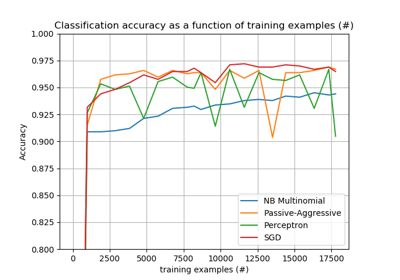 Classification accuracy as a function of training examples (#)
1.000
0.975
0.950
0.925
0.900
0.875
0.850
0.825
0.800
Accuracy
NB Multinomial
Passive-Aggressive
Perceptron
SGD
0 2500 5000 7500 10000 12500 15000 17500
training examples (#)